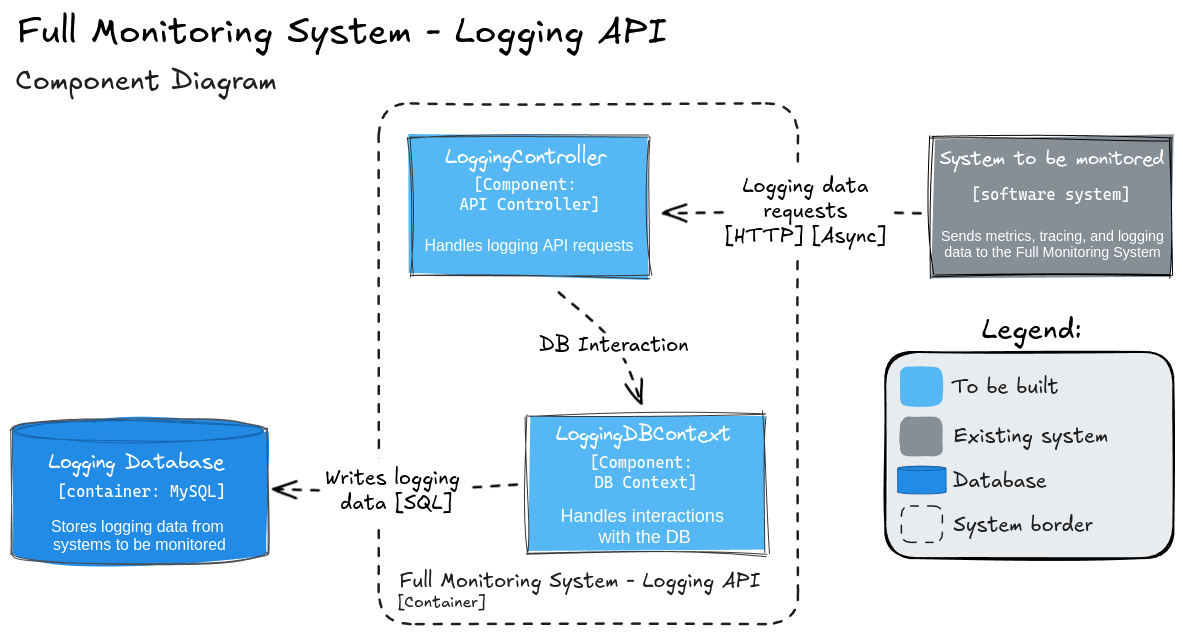 Full Monitoring System - Logging API
Component Diagram
LoggingController
[Component:
API Controller]
Handles logging API requests
Logging data
requests
[HTTP] [Async]
System to be monitored
[software system]
Sends metrics, tracing, and logging
data to the Full Monitoring System
DB Interaction
Legend:
To be built
Existing system
Database
System border
Logging Database
[container: MySQL]
Stores logging data from
systems to be monitored
Writes logging
data [SQL]
LoggingDBContext
[Component:
DB Context]
Handles interactions
with the DB
Full Monitoring System - Logging API
[Container]